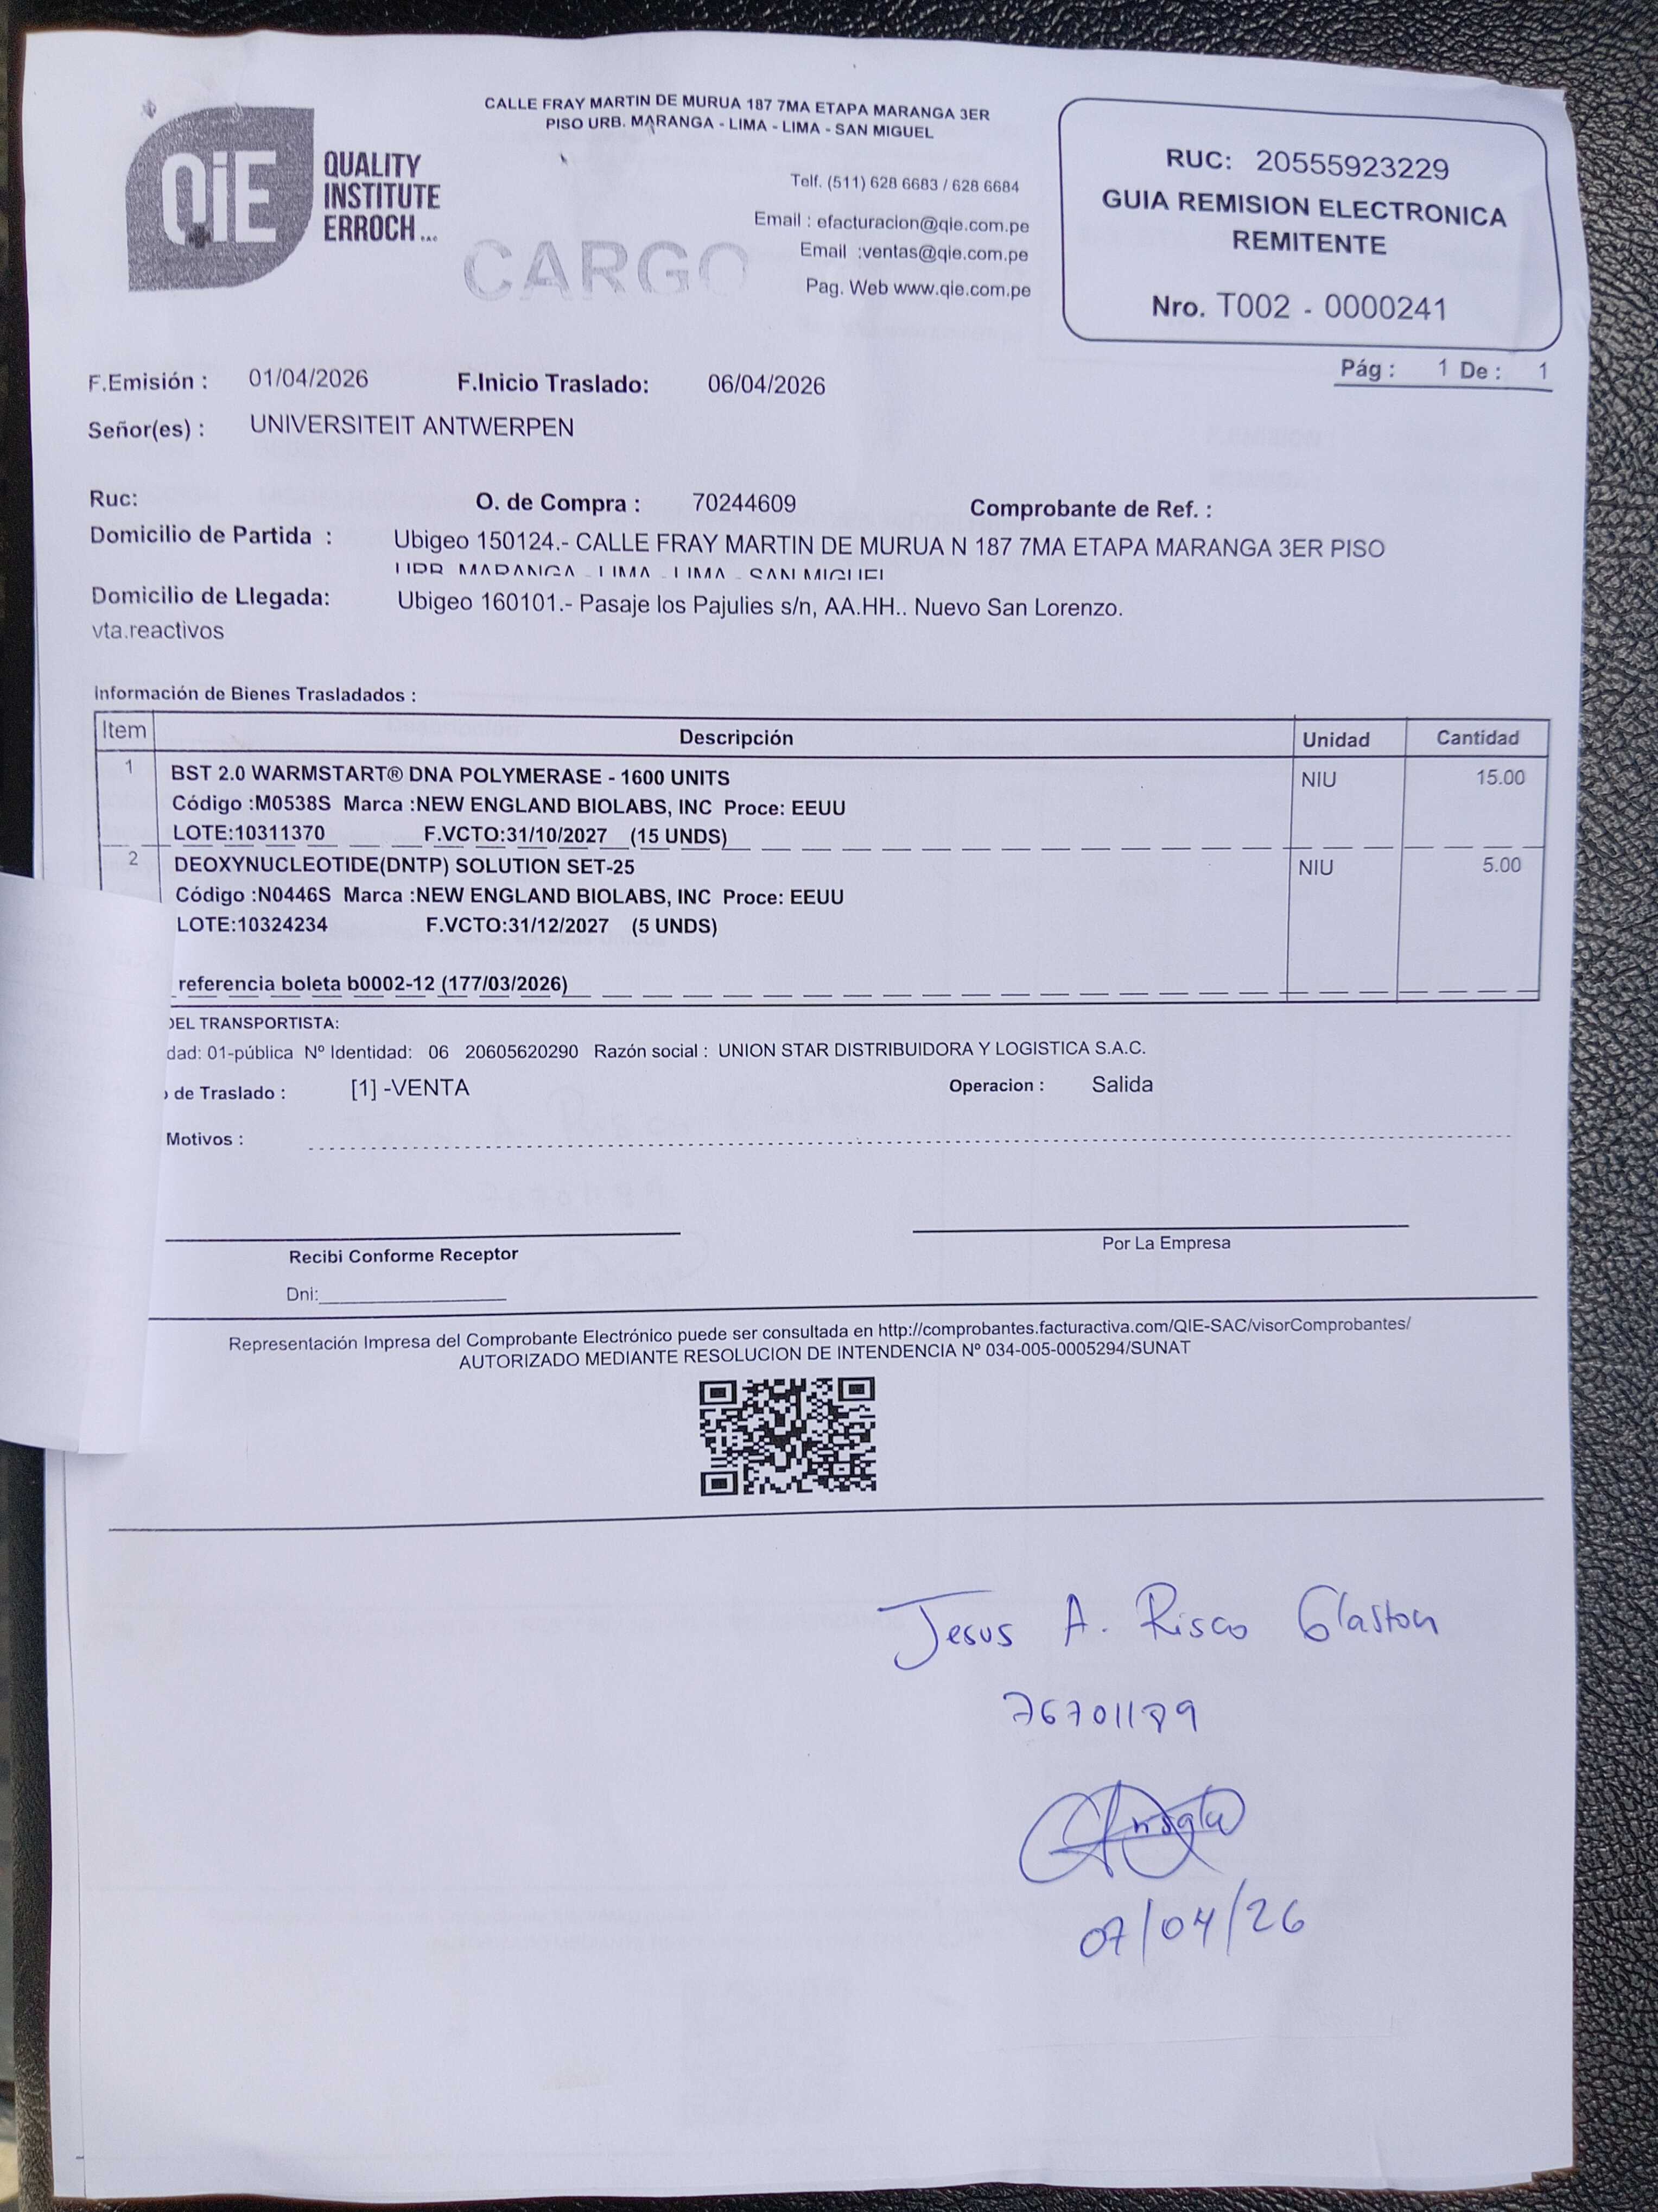 QiE
QUALITY
INSTITUTE
ERROCH S.A.C.
CALLE FRAY MARTIN DE MURUA 187 7MA ETAPA MARANGA 3ER
PISO URB. MARANGA - LIMA - LIMA - SAN MIGUEL
Telf. (511) 628 6683 / 628 6684
Email : efacturacion@qie.com.pe
Email :ventas@qie.com.pe
Pag. Web www.qie.com.pe
CARGO
RUC: 20555923229
GUIA REMISION ELECTRONICA
REMITENTE
Nro. T002 - 0000241
Pág : 1 De : 1
F.Emisión : 01/04/2026 F.Inicio Traslado: 06/04/2026
Señor(es) : UNIVERSITEIT ANTWERPEN
Ruc: O. de Compra : 70244609 Comprobante de Ref. :
Domicilio de Partida : Ubigeo 150124.- CALLE FRAY MARTIN DE MURUA N 187 7MA ETAPA MARANGA 3ER PISO
URB. MARANGA - LIMA - LIMA - SAN MIGUEL
Domicilio de Llegada: Ubigeo 160101.- Pasaje los Pajulies s/n, AA.HH.. Nuevo San Lorenzo.
vta.reactivos
Información de Bienes Trasladados :
Item Descripción Unidad Cantidad
1 BST 2.0 WARMSTART® DNA POLYMERASE - 1600 UNITS NIU 15.00
Código :M0538S Marca :NEW ENGLAND BIOLABS, INC Proce: EEUU
LOTE:10311370 F.VCTO:31/10/2027 (15 UNDS)
2 DEOXYNUCLEOTIDE(DNTP) SOLUTION SET-25 NIU 5.00
Código :N0446S Marca :NEW ENGLAND BIOLABS, INC Proce: EEUU
LOTE:10324234 F.VCTO:31/12/2027 (5 UNDS)
referencia boleta b0002-12 (177/03/2026)
DEL TRANSPORTISTA:
dad: 01-pública Nº Identidad: 06 20605620290 Razón social : UNION STAR DISTRIBUIDORA Y LOGISTICA S.A.C.
de Traslado : [1] -VENTA Operacion : Salida
Motivos :
Recibi Conforme Receptor
Por La Empresa
Dni:
Representación Impresa del Comprobante Electrónico puede ser consultada en http://comprobantes.facturactiva.com/QIE-SAC/visorComprobantes/
AUTORIZADO MEDIANTE RESOLUCION DE INTENDENCIA Nº 034-005-0005294/SUNAT
Jesus A. Risco Glaston
76701189
07/04/26